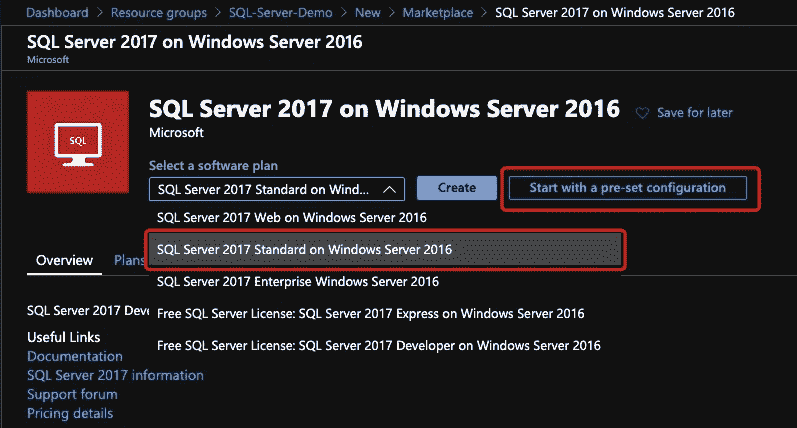 Dashboard > Resource groups > SQL-Server-Demo > New > Marketplace > SQL Server 2017 on Windows Server 2016
SQL Server 2017 on Windows Server 2016
Microsoft
SQL
SQL Server 2017 on Windows Server 2016
Save for later
Microsoft
Select a software plan
SQL Server 2017 Standard on Wind...
Create
Start with a pre-set configuration
SQL Server 2017 Web on Windows Server 2016
SQL Server 2017 Standard on Windows Server 2016
SQL Server 2017 Enterprise Windows Server 2016
Free SQL Server License: SQL Server 2017 Express on Windows Server 2016
Free SQL Server License: SQL Server 2017 Developer on Windows Server 2016
Overview
Plans
SQL Server 2017 Deve
Useful Links
Documentation
SQL Server 2017 information
Support forum
Pricing details